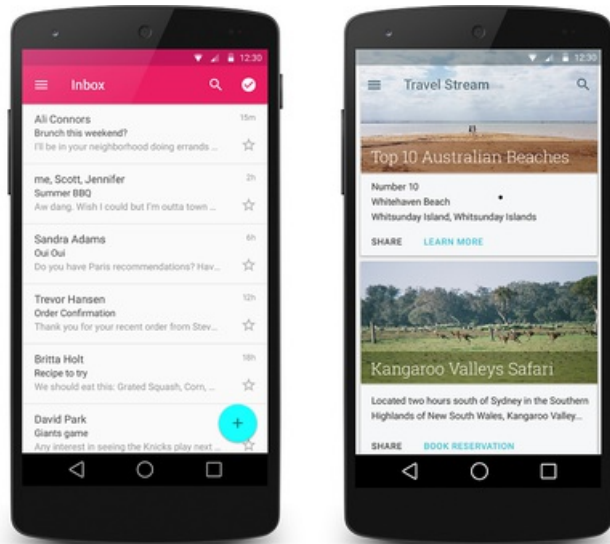 12:30
Inbox
Ali Connors 15m
Brunch this weekend?
I'll be in your neighborhood doing errands ...
me, Scott, Jennifer 2h
Summer BBQ
Aw dang. Wish I could but I'm outta town ...
Sandra Adams 6h
Oui Oui
Do you have Paris recommendations? Hav...
Trevor Hansen 12h
Order Confirmation
Thank you for your recent order from Stev...
Britta Holt 18h
Recipe to try
We should eat this: Grated Squash, Corn, ...
David Park
Giants game
Any interest in seeing the Knicks play next ...
+
12:30
Travel Stream
Top 10 Australian Beaches
Number 10
Whitehaven Beach
Whitsunday Island, Whitsunday Islands
SHARE LEARN MORE
Kangaroo Valleys Safari
Located two hours south of Sydney in the Southern
Highlands of New South Wales, Kangaroo Valley...
SHARE BOOK RESERVATION